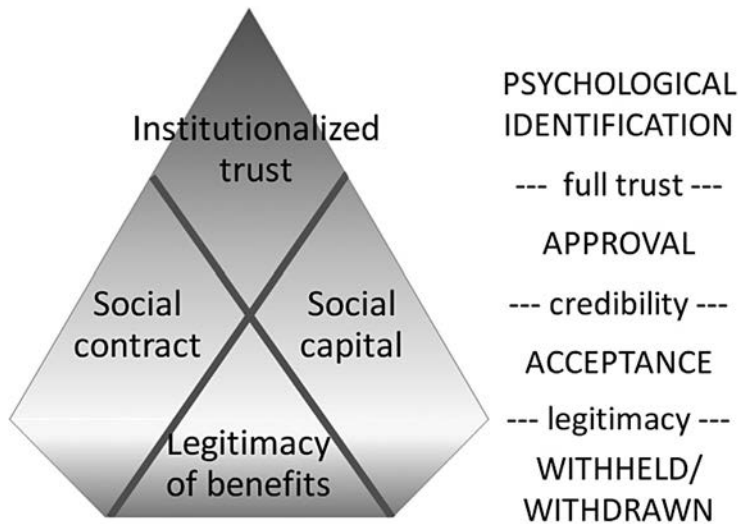 Institutionalized
trust
Social
contract
Social
capital
Legitimacy
of benefits
PSYCHOLOGICAL
IDENTIFICATION
--- full trust ---
APPROVAL
--- credibility ---
ACCEPTANCE
--- legitimacy ---
WITHHELD/
WITHDRAWN